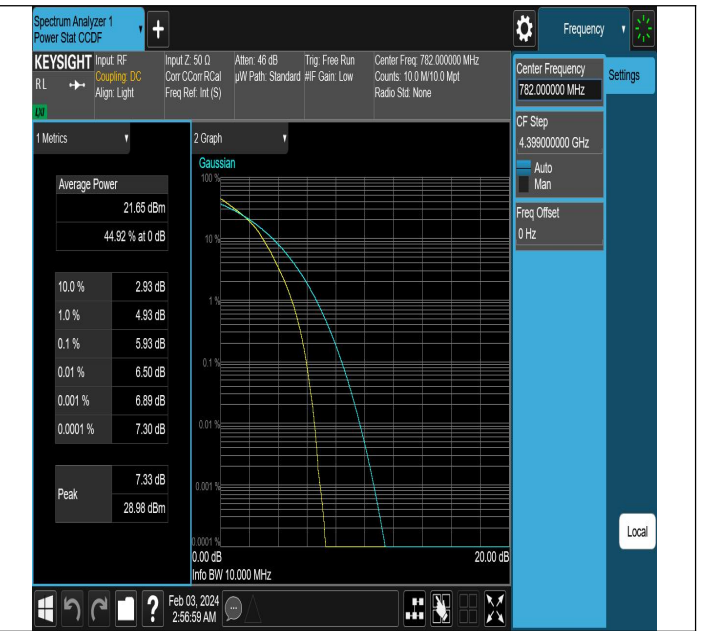 Spectrum Analyzer 1
Power Stat CCDF
+
Frequency
KEYSIGHT
RL
Input: RF
Coupling: DC
Align: Light
Input Z: 50 Ω
Corr CCorr RCal
Freq Ref: Int (S)
Atten: 46 dB
µW Path: Standard
Trig: Free Run
#IF Gain: Low
Center Freq: 782.000000 MHz
Counts: 10.0 M/10.0 Mpt
Radio Std: None
Center Frequency
782.000000 MHz
Settings
CF Step
4.399000000 GHz
Auto
Man
Freq Offset
0 Hz
1 Metrics
Average Power
21.65 dBm
44.92 % at 0 dB
10.0 % 2.93 dB
1.0 % 4.93 dB
0.1 % 5.93 dB
0.01 % 6.50 dB
0.001 % 6.89 dB
0.0001 % 7.30 dB
Peak
7.33 dB
28.98 dBm
2 Graph
Gaussian
100 %
10 %
1 %
0.1 %
0.01 %
0.001 %
0.0001 %
0.00 dB 20.00 dB
Info BW 10.000 MHz
Local
?
Feb 03, 2024
2:56:59 AM